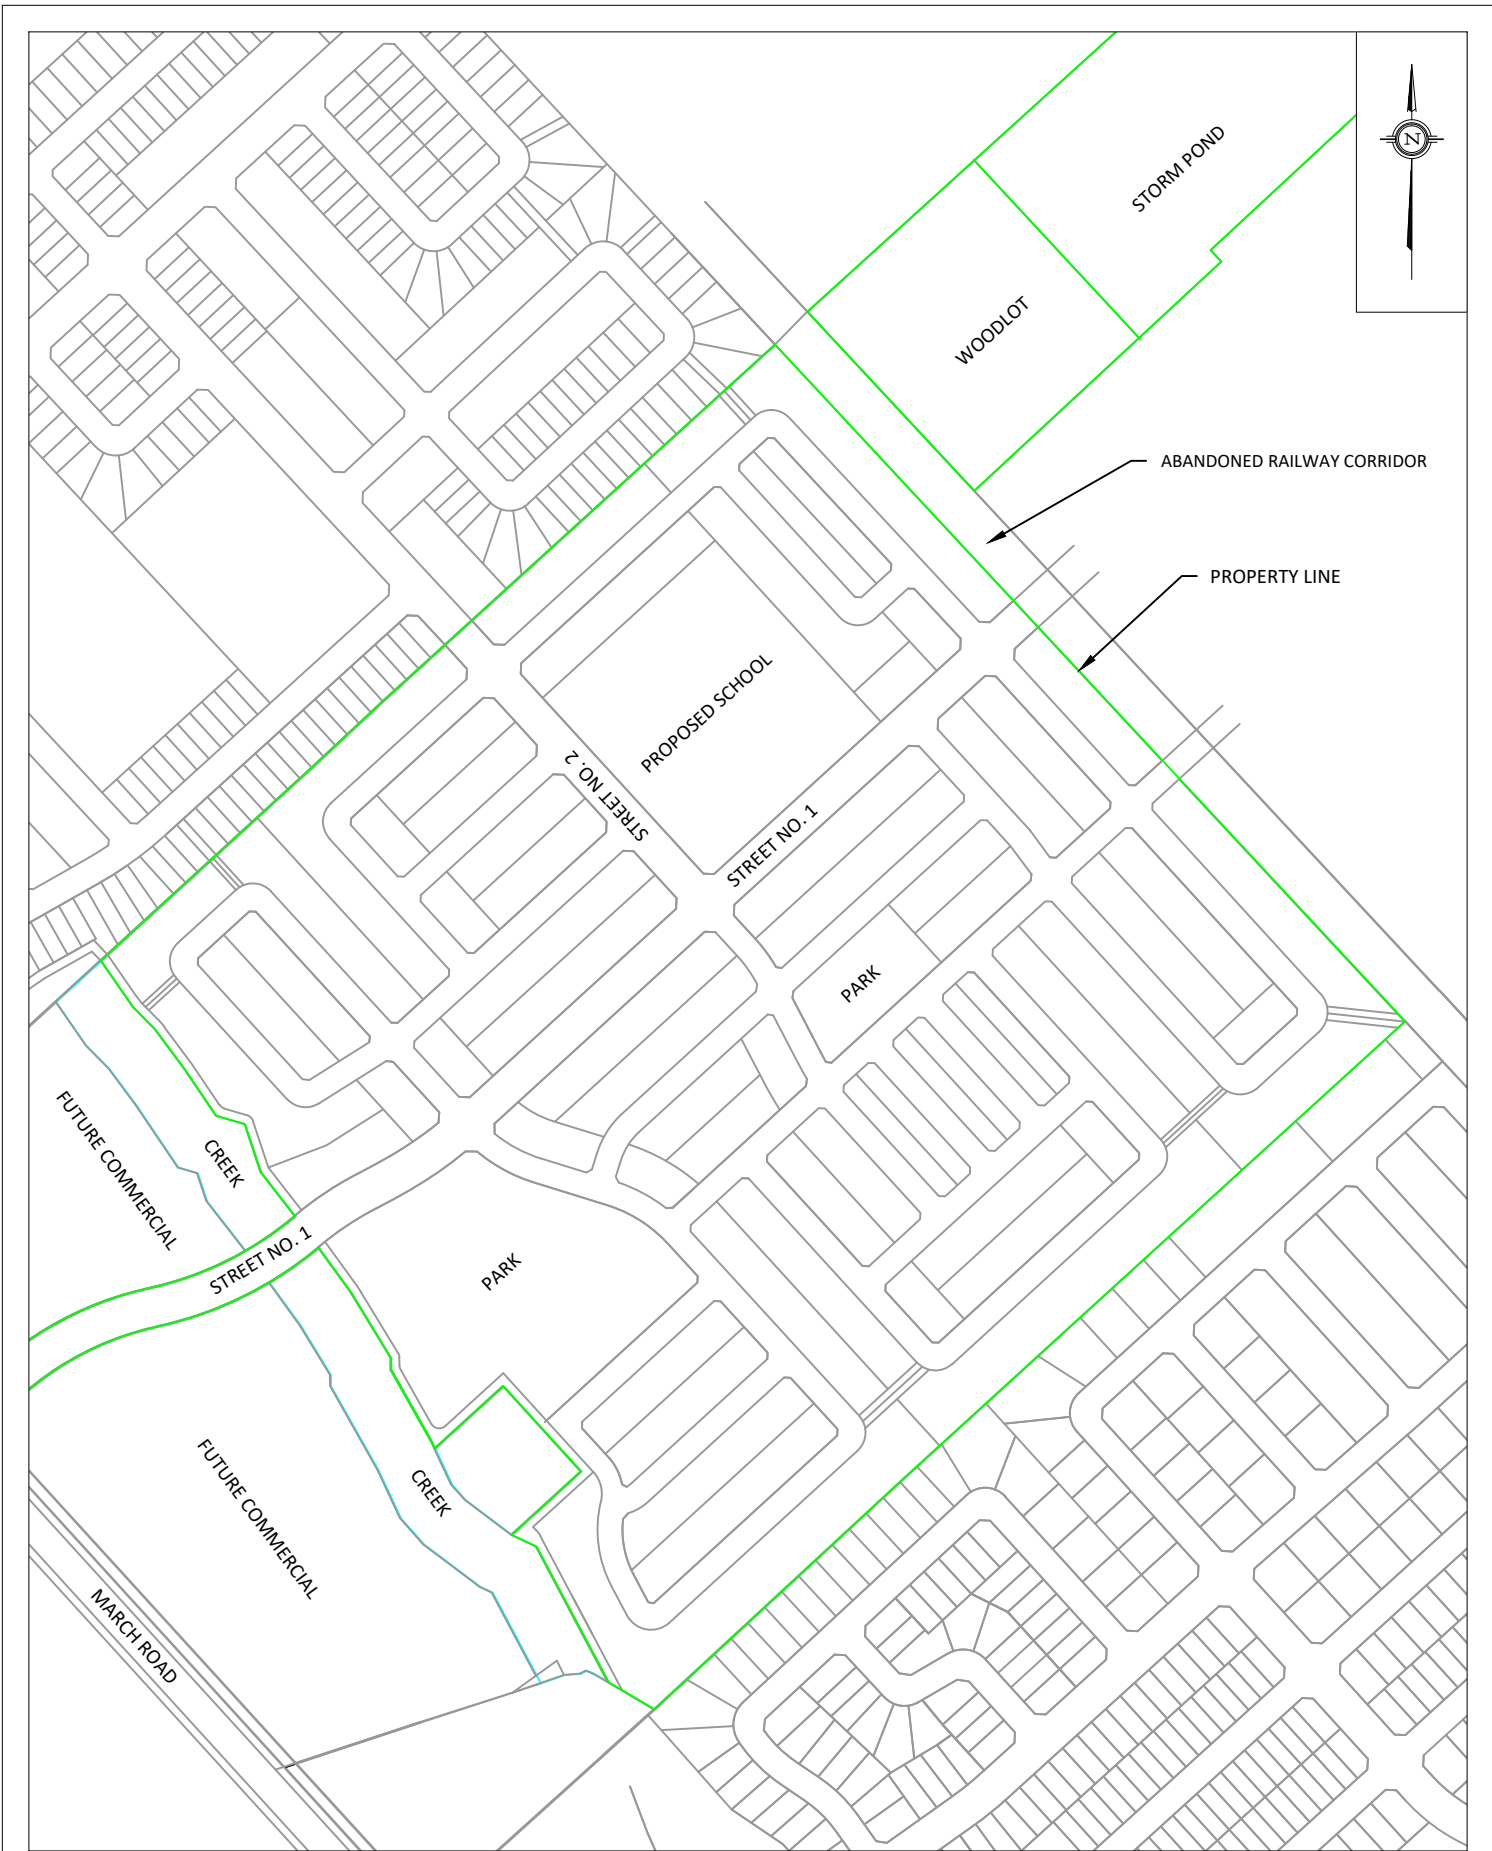 N
STORM POND
WOODLOT
ABANDONED RAILWAY CORRIDOR
PROPERTY LINE
PROPOSED SCHOOL
STREET NO. 2
STREET NO. 1
PARK
FUTURE COMMERCIAL
CREEK
STREET NO. 1
PARK
FUTURE COMMERCIAL
CREEK
MARCH ROAD